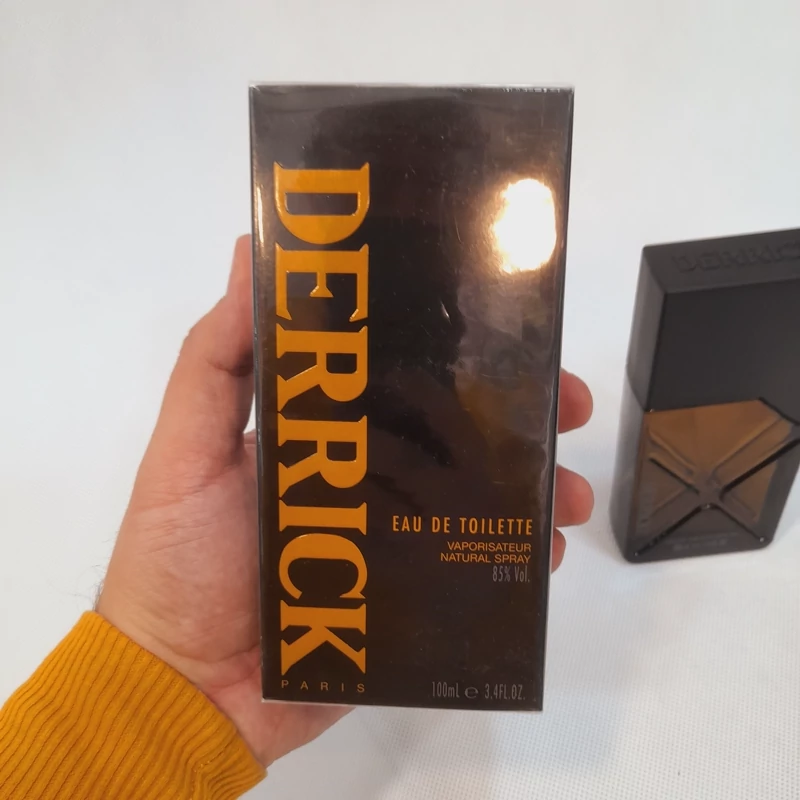 DERRICK
PARIS
EAU DE TOILETTE
VAPORISATEUR
NATURAL SPRAY
85% Vol.
100mL ℮ 3,4FL.OZ.